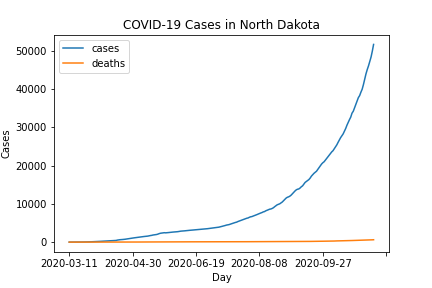 COVID-19 Cases in North Dakota
cases
deaths
50000
40000
30000
20000
10000
0
Cases
2020-03-11 2020-04-30 2020-06-19 2020-08-08 2020-09-27
Day